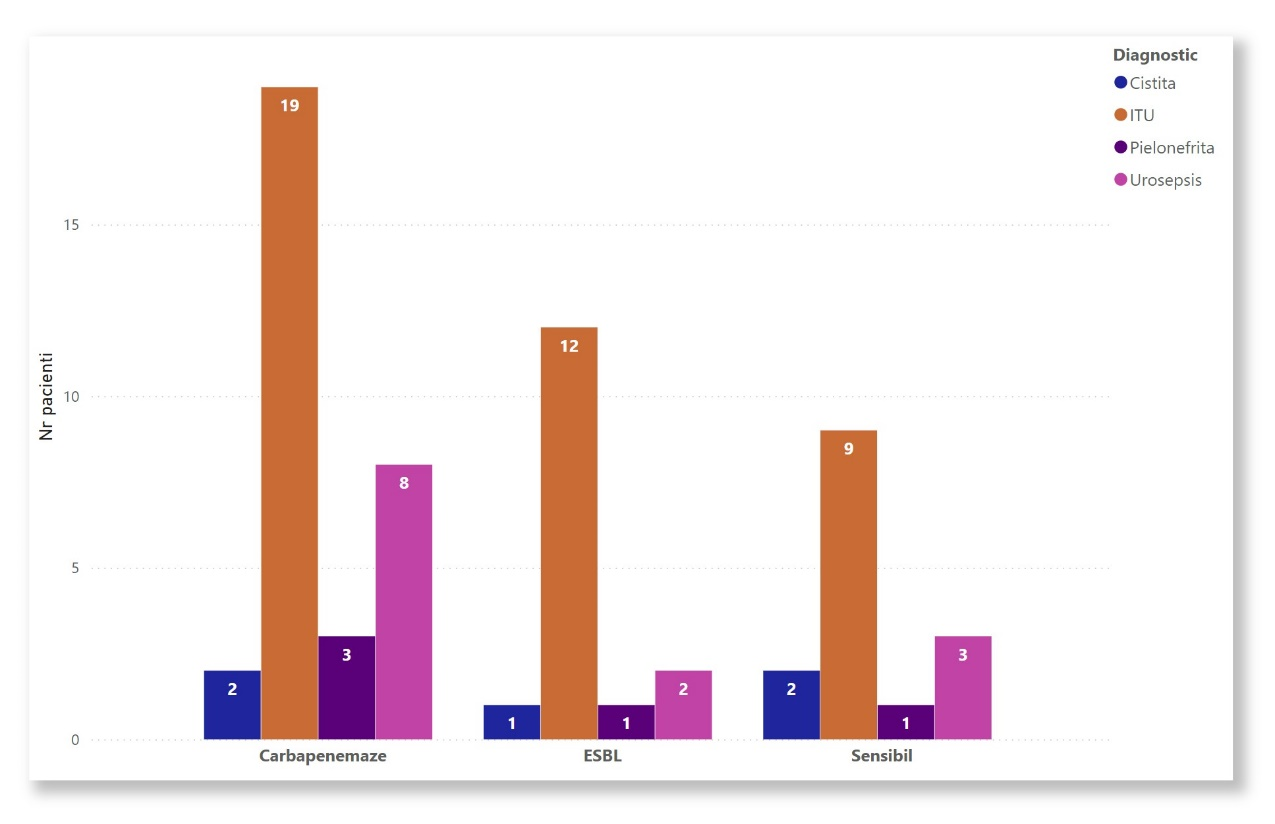 Diagnostic
Cistita
ITU
Pielonefrita
Urosepsis
Nr pacienti
15
10
5
0
19
12
9
8
2
3
1
1
2
2
1
3
Carbapenemaze
ESBL
Sensibil